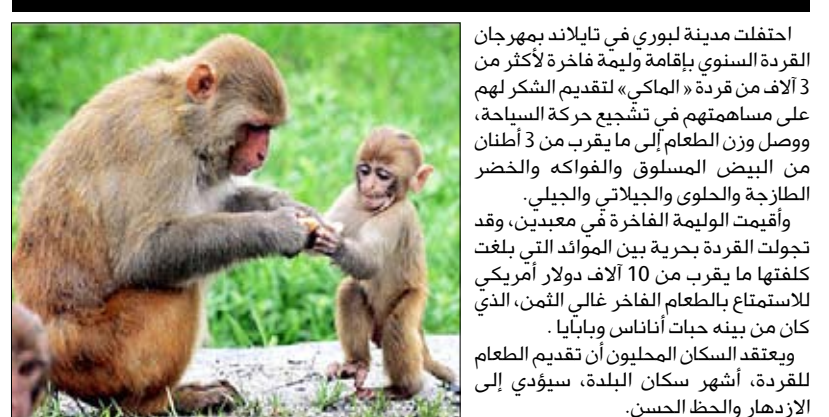 احتفلت مدينة لبوري في تايلاند بمهرجان
القردة السنوي بإقامة وليمة فاخرة لأكثر من
3 آلاف من قردة « الماكي» لتقديم الشكر لهم
على مساهمتهم في تشجيع حركة السياحة،
ووصل وزن الطعام إلى ما يقرب من 3 أطنان
من البيض المسلوق والفواكه والخضر
الطازجة والحلوى والجيلاتي والجيلي.
وأقيمت الوليمة الفاخرة في معبدين، وقد
تجولت القردة بحرية بين الموائد التي بلغت
كلفتها ما يقرب من 10 آلاف دولار أمريكي
للاستمتاع بالطعام الفاخر غالي الثمن، الذي
كان من بينه حبات أناناس وبابايا .
ويعتقد السكان المحليون أن تقديم الطعام
للقردة، أشهر سكان البلدة، سيؤدي إلى
الازدهار والحظ الحسن.